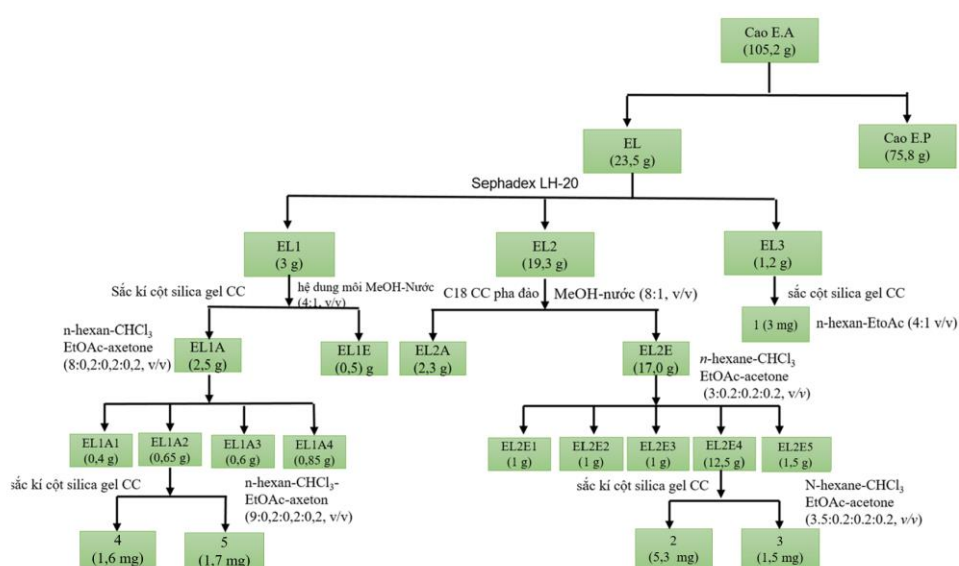 Cao E.A
(105,2 g)
EL
(23,5 g)
Cao E.P
(75,8 g)
Sephadex LH-20
EL1
(3 g)
EL2
(19,3 g)
EL3
(1,2 g)
Sắc kí cột silica gel CC
hệ dung môi MeOH-Nước
(4:1, v/v)
C18 CC pha đảo
MeOH-nước (8:1, v/v)
sắc cột silica gel CC
1 (3 mg)
n-hexan-EtoAc (4:1 v/v)
n-hexan-CHCl₃
EtOAc-axetone
(8:0,2:0,2:0,2, v/v)
EL1A
(2,5 g)
EL1E
(0,5) g
EL2A
(2,3 g)
EL2E
(17,0 g)
n-hexane-CHCl₃
EtOAc-acetone
(3:0.2:0.2:0.2, v/v)
EL1A1
(0,4 g)
EL1A2
(0,65 g)
EL1A3
(0,6 g)
EL1A4
(0,85 g)
EL2E1
(1 g)
EL2E2
(1 g)
EL2E3
(1 g)
EL2E4
(12,5 g)
EL2E5
(1,5 g)
sắc kí cột silica gel CC
n-hexan-CHCl₃-
EtOAc-axeton
(9:0,2:0,2:0,2, v/v)
sắc kí cột silica gel CC
N-hexane-CHCl₃
EtOAc-acetone
(3.5:0.2:0.2:0.2, v/v)
4
(1,6 mg)
5
(1,7 mg)
2
(5,3 mg)
3
(1,5 mg)